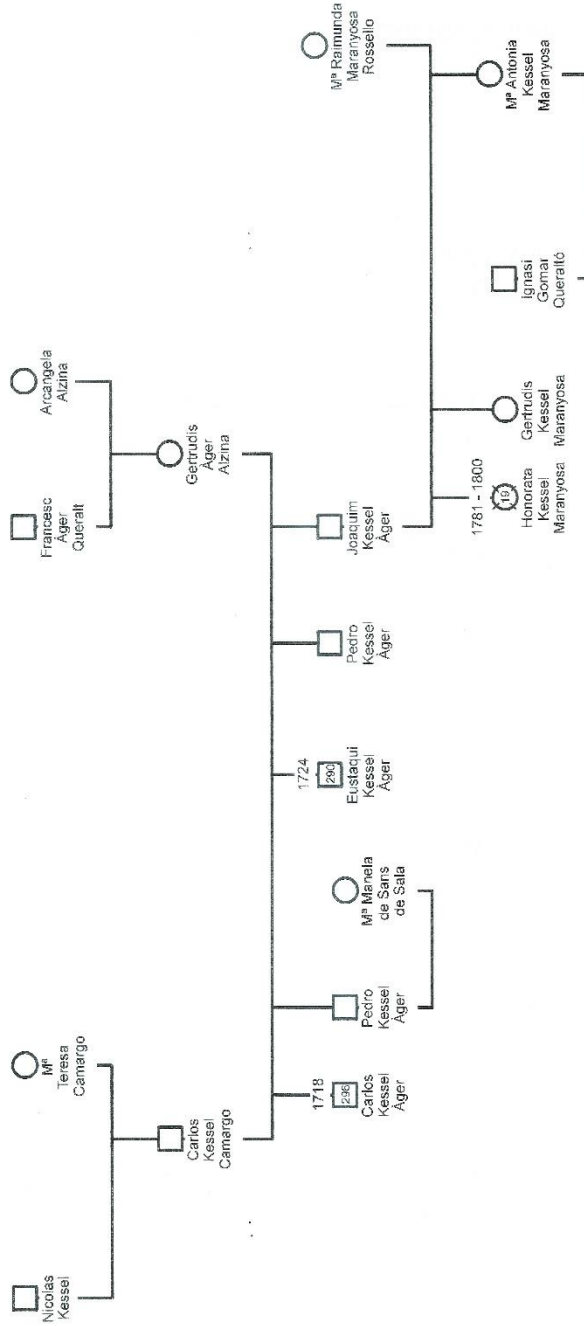 Nicolas
Kessel
Mª
Teresa
Camargo
Francesc
Àger
Queralt
Arcangela
Alzina
Carlos
Kessel
Camargo
Gertrudis
Àger
Alzina
1718
296
Carlos
Kessel
Àger
Pedro
Kessel
Àger
Mª Manela
de Sans
de Sala
1724
290
Eustaqui
Kessel
Àger
Pedro
Kessel
Àger
Joaquim
Kessel
Àger
Mª Raimunda
Maranyosa
Rossello
1781 - 1800
19
Honorata
Kessel
Maranyosa
Gertrudis
Kessel
Maranyosa
Ignasi
Gomar
Queraltó
Mª Antonia
Kessel
Maranyosa